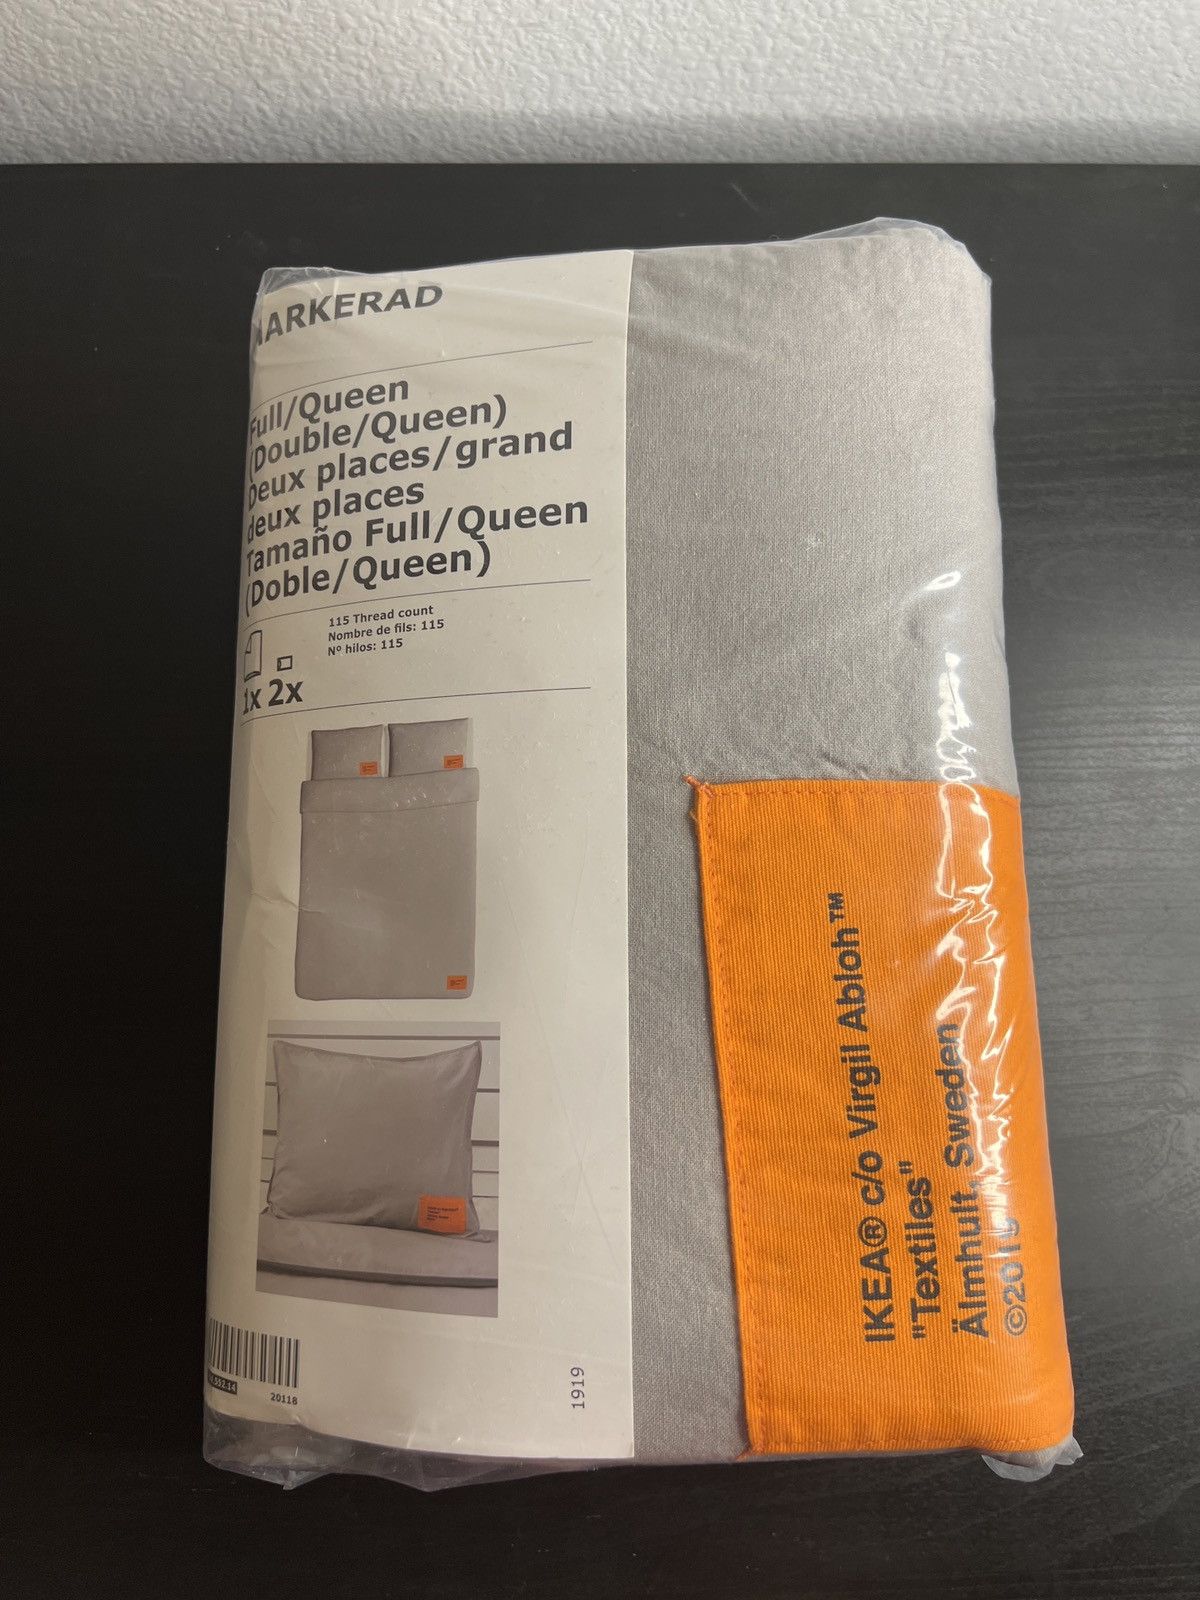 MARKERAD
Full/Queen
(Double/Queen)
Deux places/grand
deux places
Tamaño Full/Queen
(Doble/Queen)
115 Thread count
Nombre de fils: 115
Nº hilos: 115
1x 2x
20118
1919
IKEA® c/o Virgil Abloh™
"Textiles"
Älmhult, Sweden